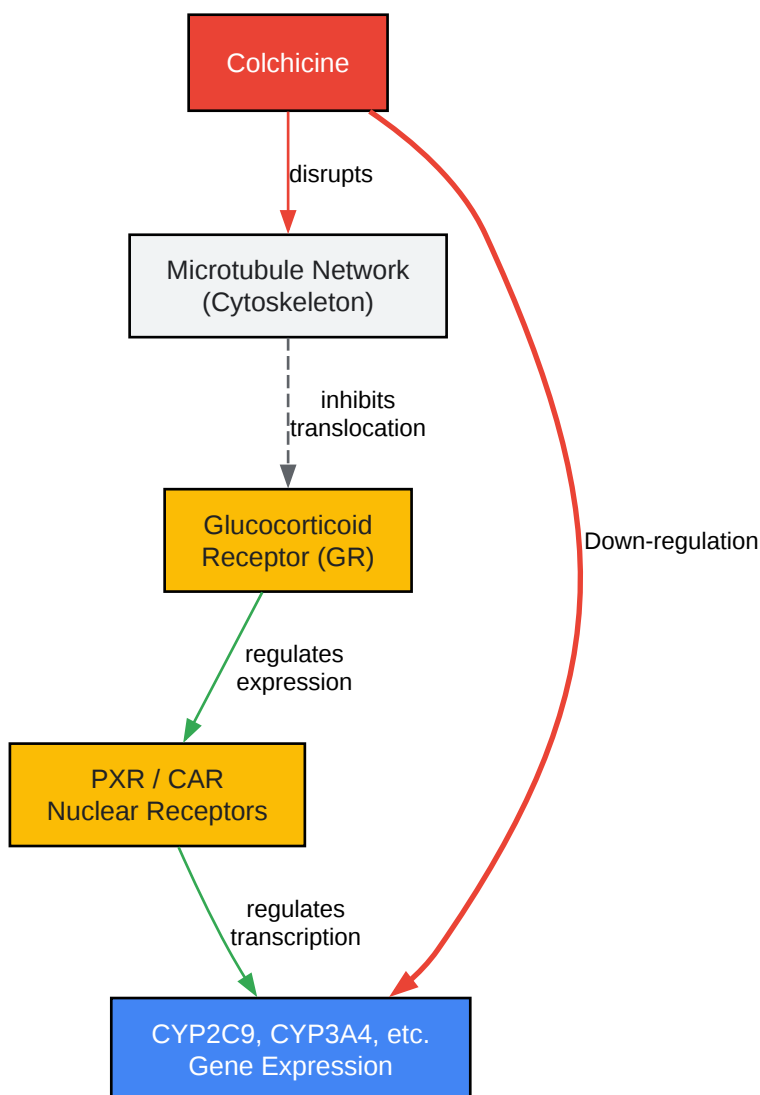 Colchicine
disrupts
Microtubule Network
(Cytoskeleton)
inhibits
translocation
Glucocorticoid
Receptor (GR)
Down-regulation
regulates
expression
PXR / CAR
Nuclear Receptors
regulates
transcription
CYP2C9, CYP3A4, etc.
Gene Expression